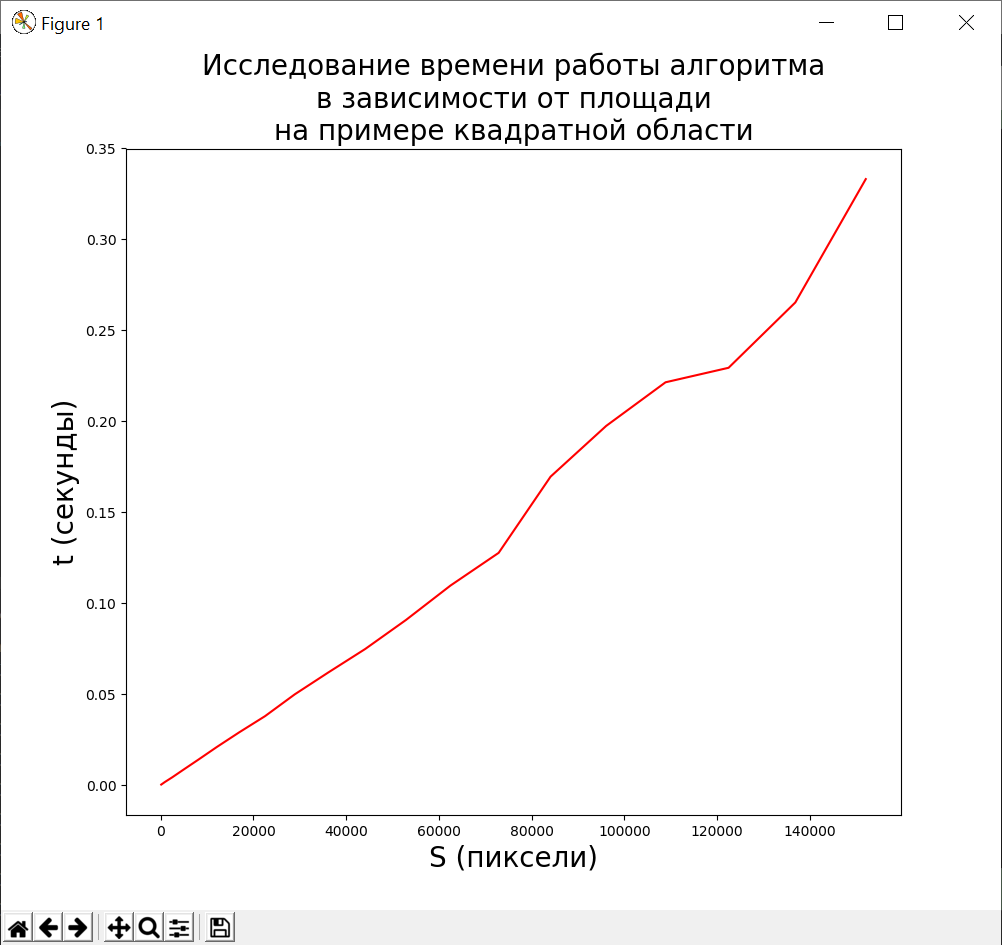 Figure 1
Исследование времени работы алгоритма
в зависимости от площади
на примере квадратной области
0.35
0.30
0.25
0.20
0.15
0.10
0.05
0.00
t (секунды)
0 20000 40000 60000 80000 100000 120000 140000
S (пиксели)